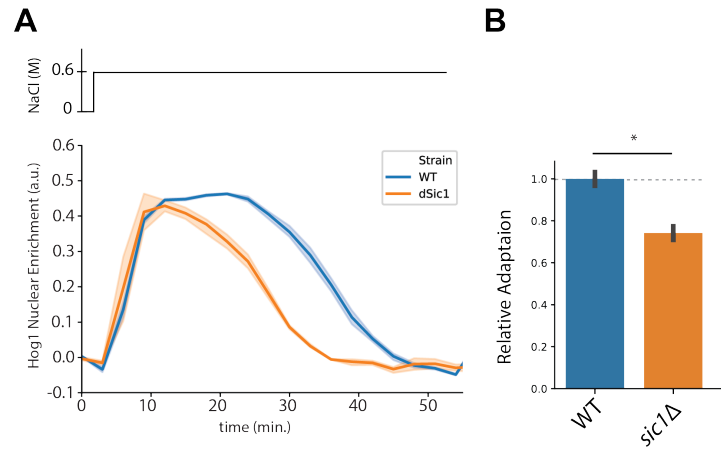 A
B
NaCl (M)
0.6
0
Hog1 Nuclear Enrichment (a.u.)
0.6
0.5
0.4
0.3
0.2
0.1
0.0
-0.1
0
10
20
30
40
50
time (min.)
Strain
WT
dSic1
*
Relative Adaptaion
1.0
0.8
0.6
0.4
0.2
0.0
WT
sic1Δ